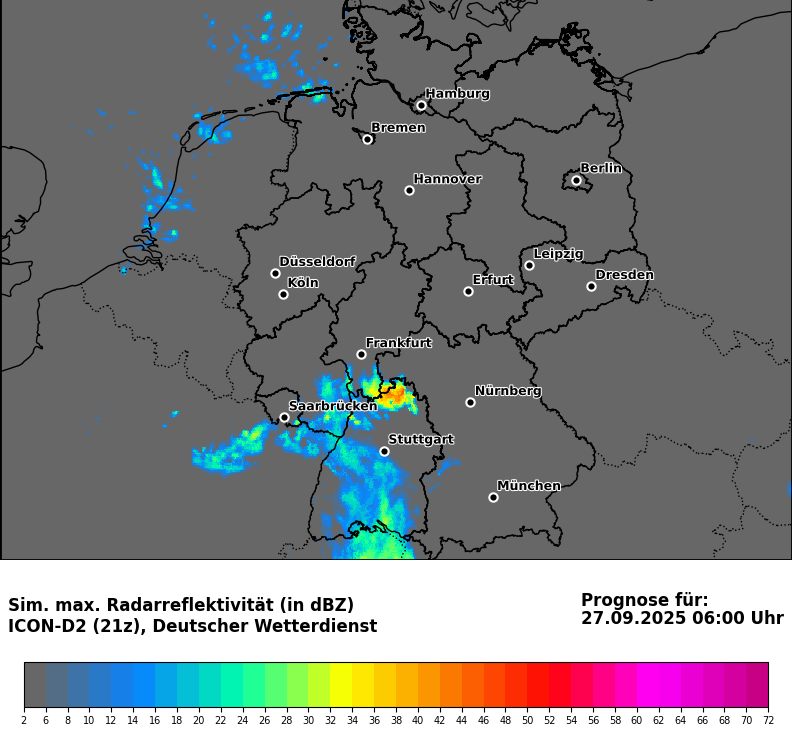 Hamburg
Bremen
Berlin
Hannover
Düsseldorf
Leipzig
Köln
Erfurt
Dresden
Frankfurt
Nürnberg
Saarbrücken
Stuttgart
München
Sim. max. Radarreflektivität (in dBZ)
ICON-D2 (21z), Deutscher Wetterdienst
Prognose für:
27.09.2025 06:00 Uhr
2 6 8 10 12 14 16 18 20 22 24 26 28 30 32 34 36 38 40 42 44 46 48 50 52 54 56 58 60 62 64 66 68 70 72